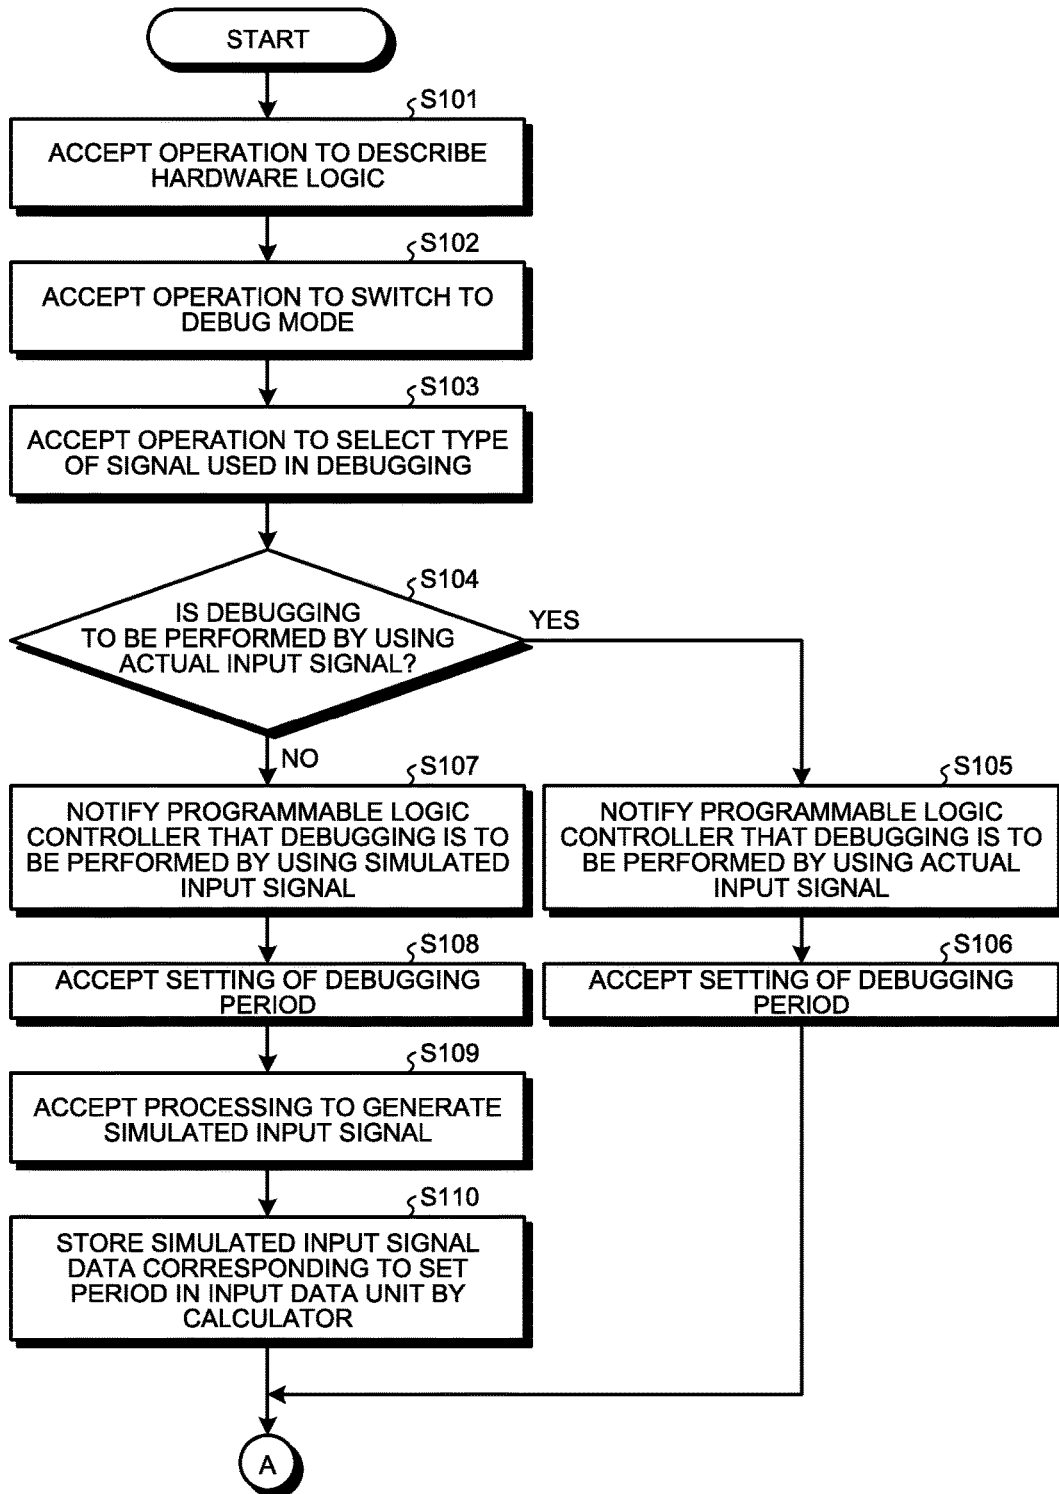 START
S101
ACCEPT OPERATION TO DESCRIBE
HARDWARE LOGIC
S102
ACCEPT OPERATION TO SWITCH TO
DEBUG MODE
S103
ACCEPT OPERATION TO SELECT TYPE
OF SIGNAL USED IN DEBUGGING
S104
IS DEBUGGING
TO BE PERFORMED BY USING
ACTUAL INPUT SIGNAL?
YES
NO
S107
NOTIFY PROGRAMMABLE LOGIC
CONTROLLER THAT DEBUGGING IS TO
BE PERFORMED BY USING SIMULATED
INPUT SIGNAL
S105
NOTIFY PROGRAMMABLE LOGIC
CONTROLLER THAT DEBUGGING IS TO
BE PERFORMED BY USING ACTUAL
INPUT SIGNAL
S108
ACCEPT SETTING OF DEBUGGING
PERIOD
S106
ACCEPT SETTING OF DEBUGGING
PERIOD
S109
ACCEPT PROCESSING TO GENERATE
SIMULATED INPUT SIGNAL
S110
STORE SIMULATED INPUT SIGNAL
DATA CORRESPONDING TO SET
PERIOD IN INPUT DATA UNIT BY
CALCULATOR
A